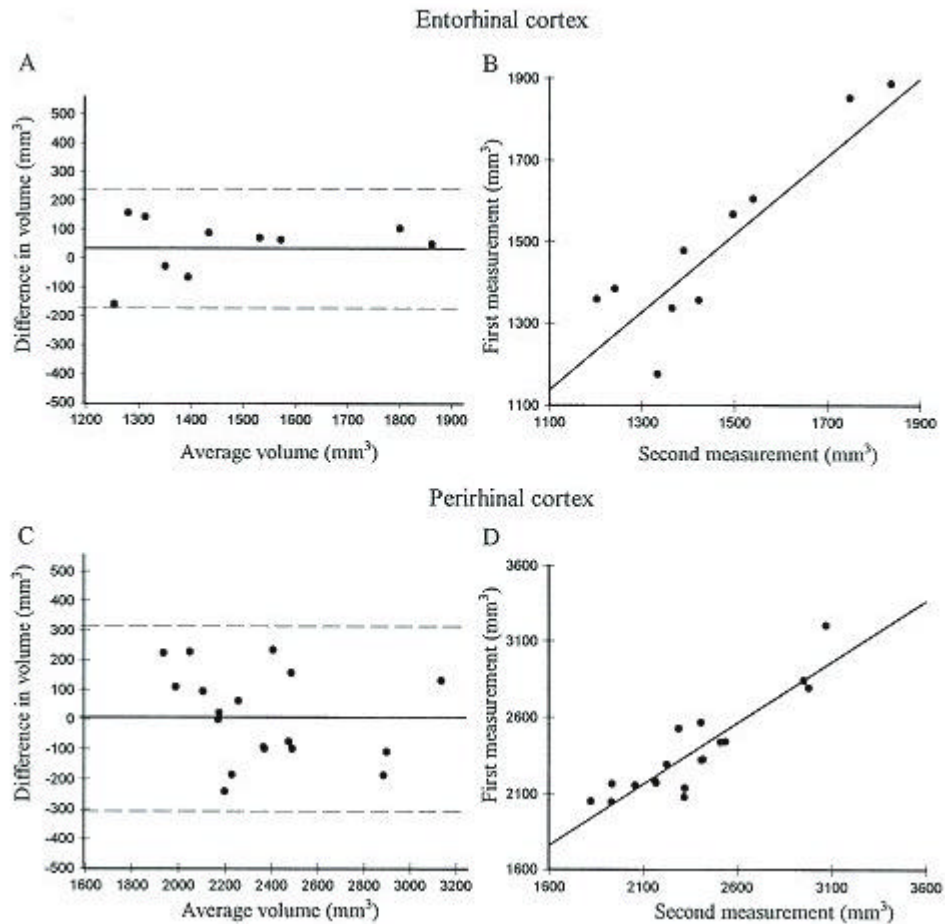 Entorhinal cortex
A
B
Difference in volume (mm³)
500
400
300
200
100
0
-100
-200
-300
-400
-500
1200 1300 1400 1500 1600 1700 1800 1900
Average volume (mm³)
First measurement (mm³)
1900
1700
1500
1300
1100
1100 1300 1500 1700 1900
Second measurement (mm³)
Perirhinal cortex
C
D
Difference in volume (mm³)
500
400
300
200
100
0
-100
-200
-300
-400
-500
1600 1800 2000 2200 2400 2600 2800 3000 3200
Average volume (mm³)
First measurement (mm³)
3600
3100
2600
2100
1600
1600 2100 2600 3100 3600
Second measurement (mm³)